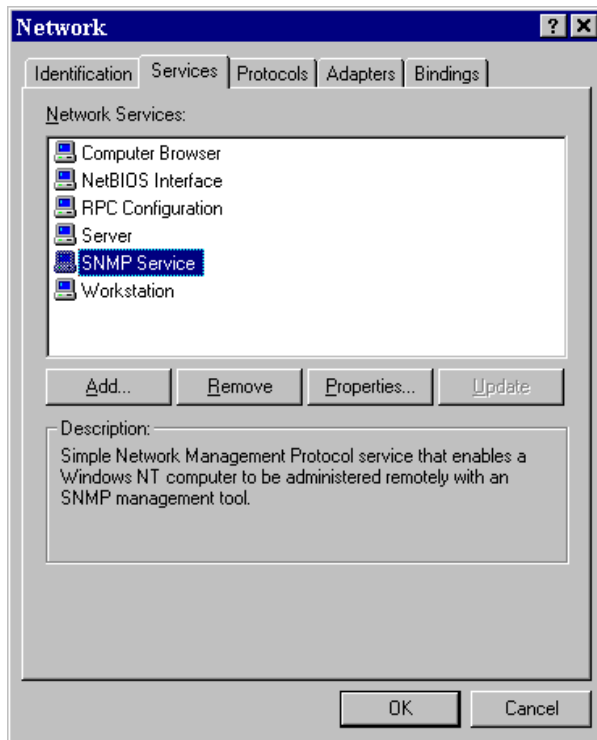 Network
Identification Services Protocols Adapters Bindings
Network Services:
Computer Browser
NetBIOS Interface
RPC Configuration
Server
SNMP Service
Workstation
Add... Remove Properties... Update
Description:
Simple Network Management Protocol service that enables a
Windows NT computer to be administered remotely with an
SNMP management tool.
OK Cancel